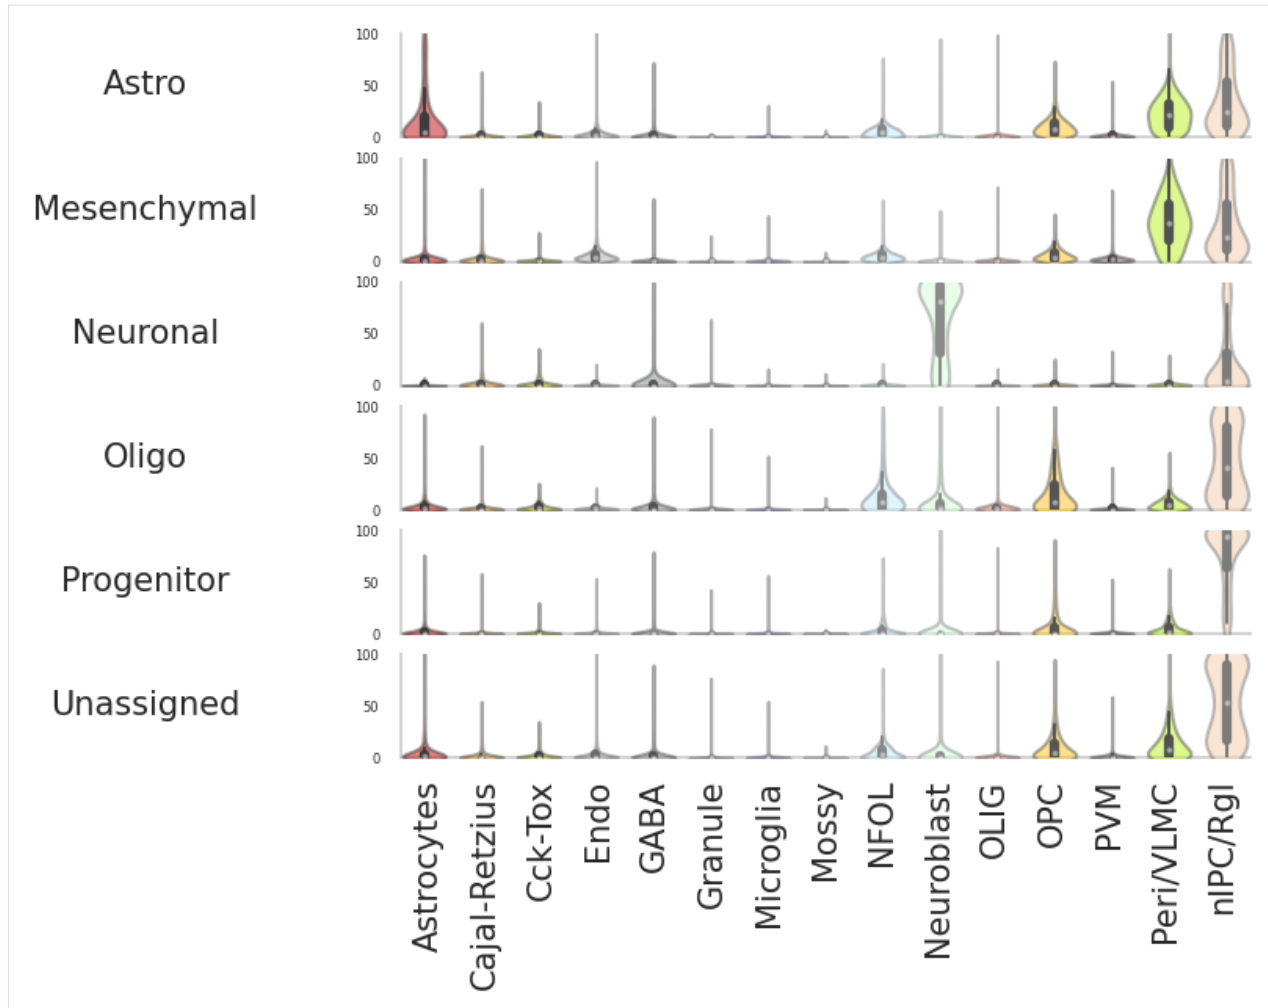 Astro
100
50
0
Mesenchymal
100
50
0
Neuronal
100
50
0
Oligo
100
50
0
Progenitor
100
50
0
Unassigned
100
50
0
Astrocytes
Cajal-Retzius
Cck-Tox
Endo
GABA
Granule
Microglia
Mossy
NFOL
Neuroblast
OLIG
OPC
PVM
Peri/VLMC
nIPC/Rgl